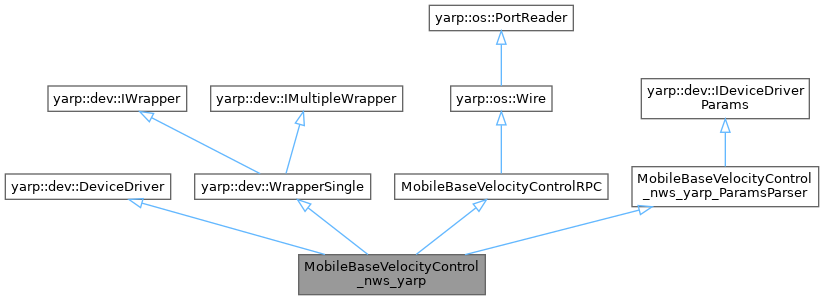 yarp::os::PortReader
yarp::dev::IWrapper
yarp::dev::IMultipleWrapper
yarp::os::Wire
yarp::dev::IDeviceDriver
Params
yarp::dev::DeviceDriver
yarp::dev::WrapperSingle
MobileBaseVelocityControlRPC
MobileBaseVelocityControl
_nws_yarp_ParamsParser
MobileBaseVelocityControl
_nws_yarp